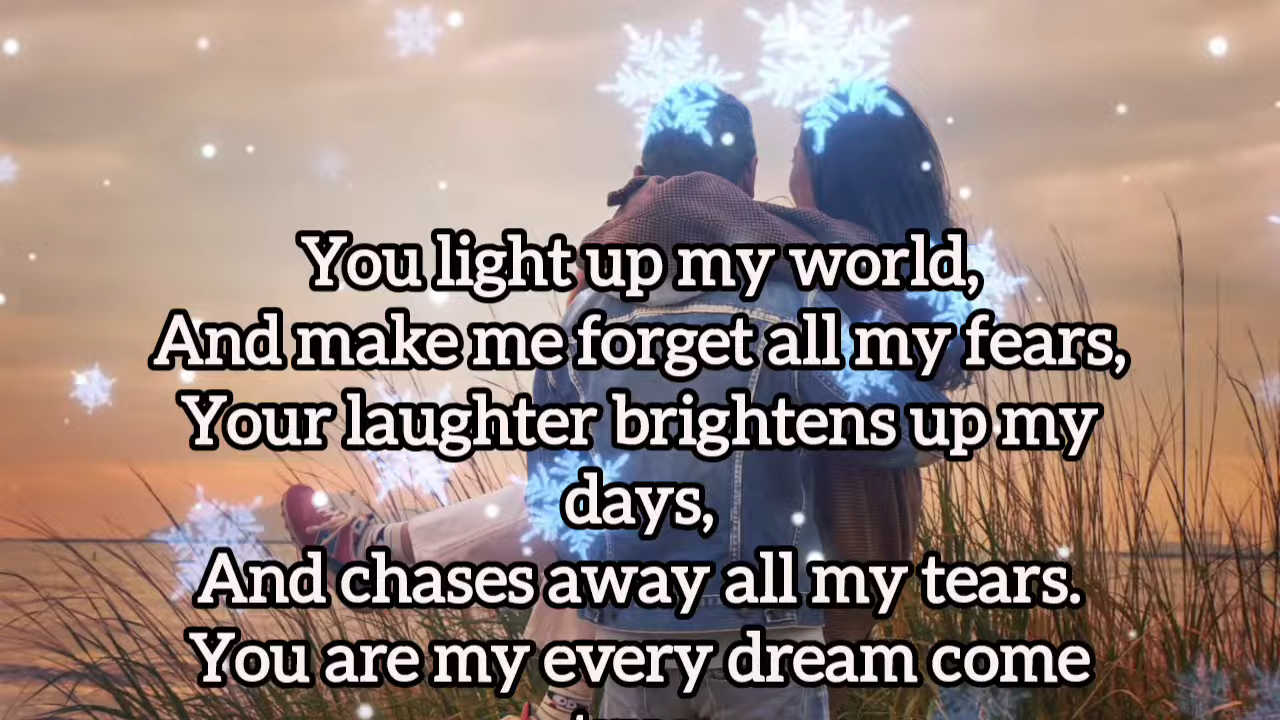 You light up my world,
And make me forget all my fears,
Your laughter brightens up my
days,
And chases away all my tears.
You are my every dream come